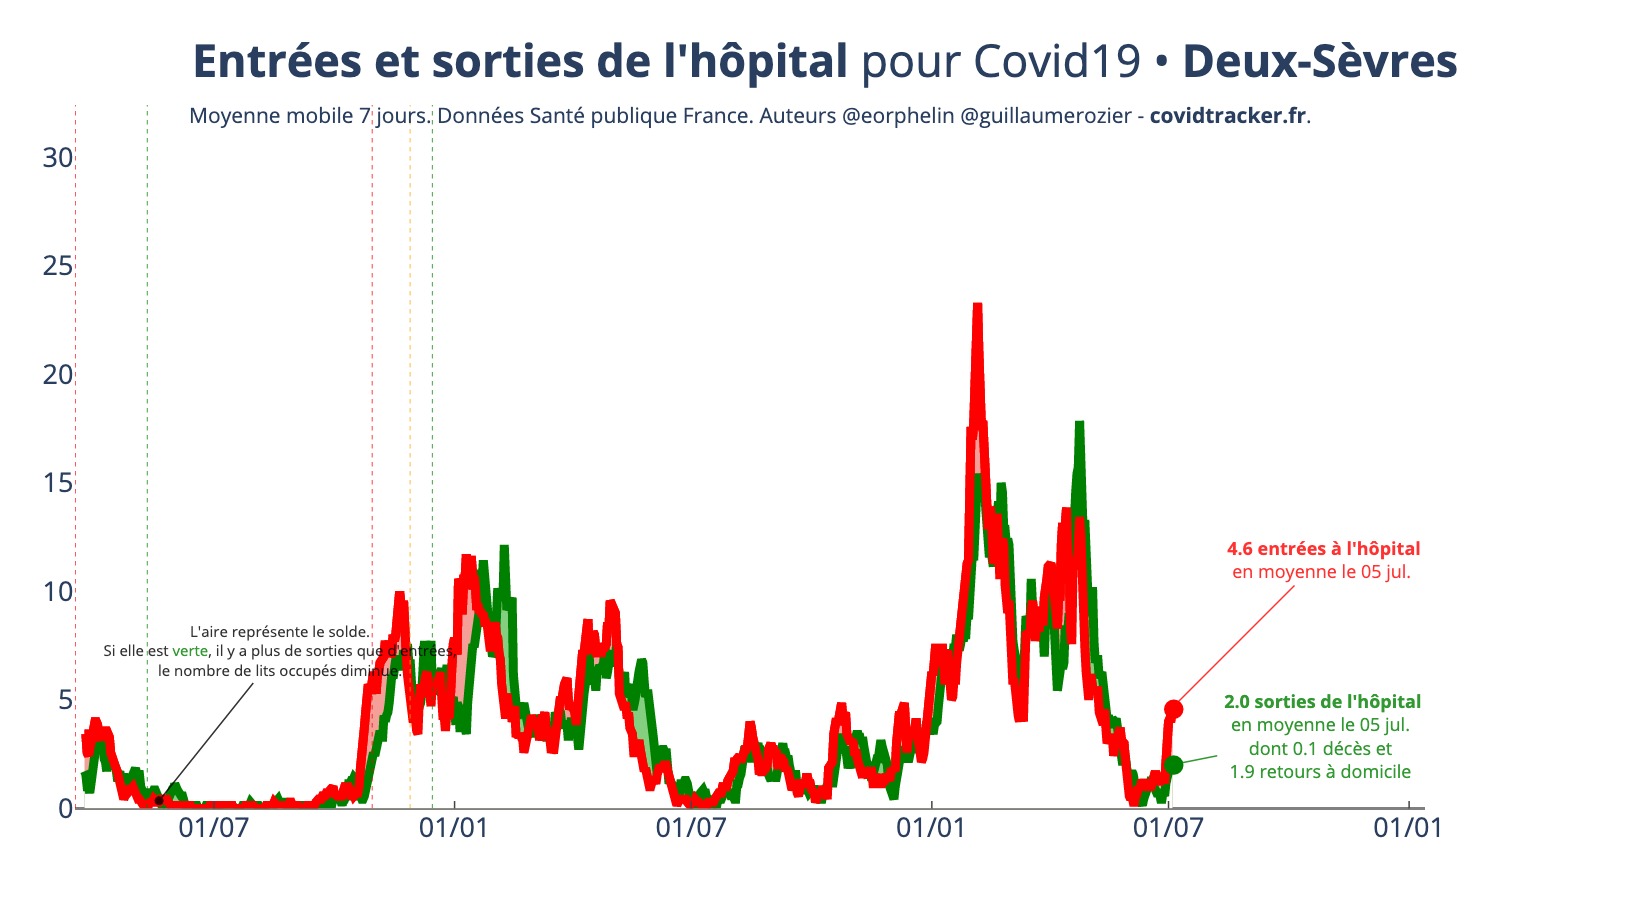 Entrées et sorties de l'hôpital pour Covid19 • Deux-Sèvres
Moyenne mobile 7 jours. Données Santé publique France. Auteurs @eorphelin @guillaumerozier - covidtracker.fr.
30
25
20
15
10
5
0
L'aire représente le solde.
Si elle est verte, il y a plus de sorties que d'entrées,
le nombre de lits occupés diminue.
4.6 entrées à l'hôpital
en moyenne le 05 jul.
2.0 sorties de l'hôpital
en moyenne le 05 jul.
dont 0.1 décès et
1.9 retours à domicile
01/07
01/01
01/07
01/01
01/07
01/01